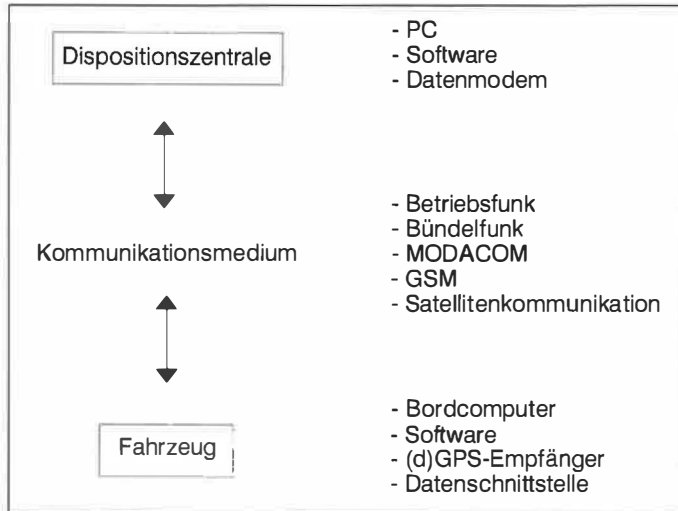 Dispositionszentrale
- PC
- Software
- Datenmodem
Kommunikationsmedium
- Betriebsfunk
- Bündelfunk
- MODACOM
- GSM
- Satellitenkommunikation
Fahrzeug
- Bordcomputer
- Software
- (d)GPS-Empfänger
- Datenschnittstelle